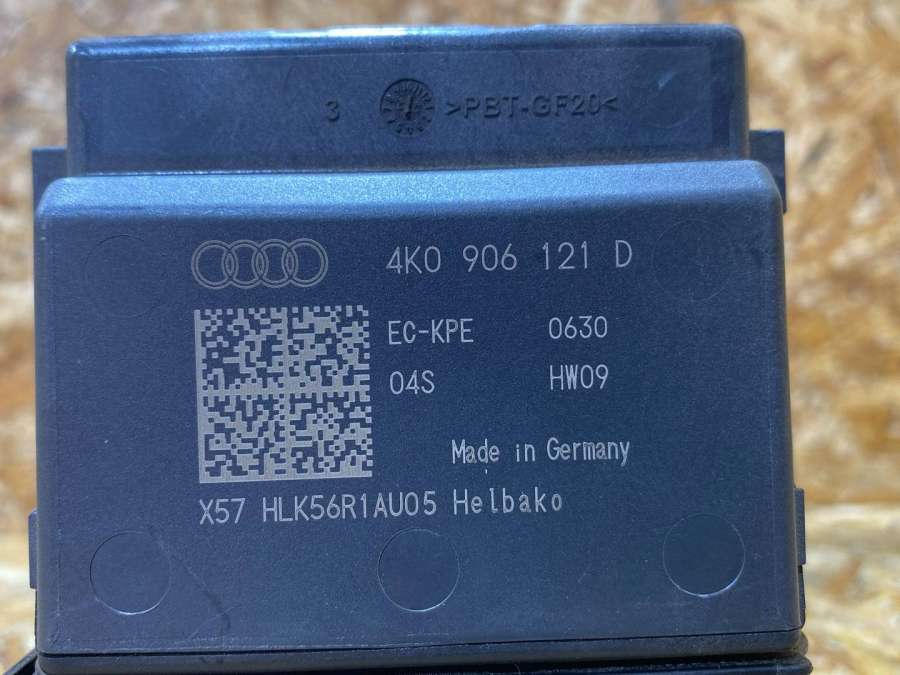 3 >PBT-GF20<
4K0 906 121 D
EC-KPE 0630
04S HW09
Made in Germany
X57 HLK56R1AU05 Helbako